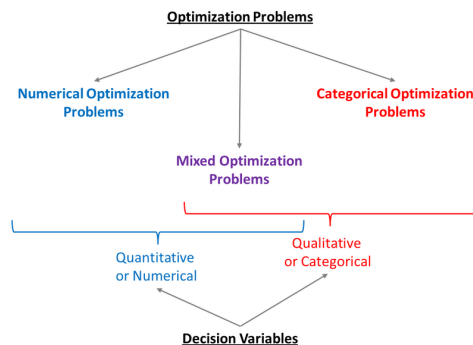 Optimization Problems
Numerical Optimization
Problems
Categorical Optimization
Problems
Mixed Optimization
Problems
Quantitative
or Numerical
Qualitative
or Categorical
Decision Variables